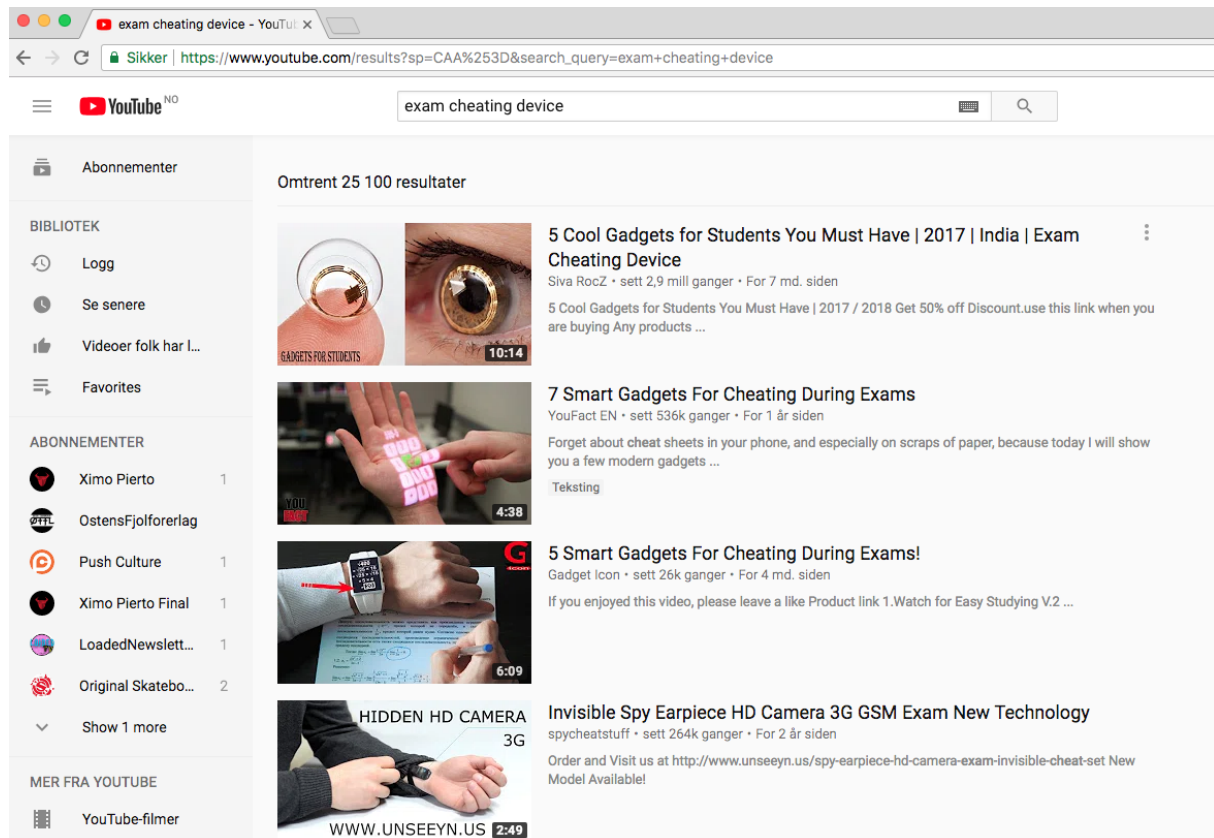 exam cheating device - YouTub
Sikker https://www.youtube.com/results?sp=CAA%253D&search_query=exam+cheating+device
YouTube NO
exam cheating device
Abonnementer
BIBLIOTEK
Logg
Se senere
Videoer folk har l...
Favorites
ABONNEMENTER
Ximo Pierto 1
OstensFjolforerlag
Push Culture 1
Ximo Pierto Final 1
LoadedNewslett... 1
Original Skatebo... 2
Show 1 more
MER FRA YOUTUBE
YouTube-filmer
Omtrent 25 100 resultater
GADGETS FOR STUDENTS
10:14
5 Cool Gadgets for Students You Must Have | 2017 | India | Exam
Cheating Device
Siva RocZ • sett 2,9 mill ganger • For 7 md. siden
5 Cool Gadgets for Students You Must Have | 2017 / 2018 Get 50% off Discount.use this link when you
are buying Any products ...
YOU
FACT
4:38
7 Smart Gadgets For Cheating During Exams
YouFact EN • sett 536k ganger • For 1 år siden
Forget about cheat sheets in your phone, and especially on scraps of paper, because today I will show
you a few modern gadgets ...
Teksting
G
6:09
5 Smart Gadgets For Cheating During Exams!
Gadget Icon • sett 26k ganger • For 4 md. siden
If you enjoyed this video, please leave a like Product link 1.Watch for Easy Studying V.2 ...
HIDDEN HD CAMERA
3G
WWW.UNSEEYN.US
2:49
Invisible Spy Earpiece HD Camera 3G GSM Exam New Technology
spycheatstuff • sett 264k ganger • For 2 år siden
Order and Visit us at http://www.unseeyn.us/spy-earpiece-hd-camera-exam-invisible-cheat-set New
Model Available!